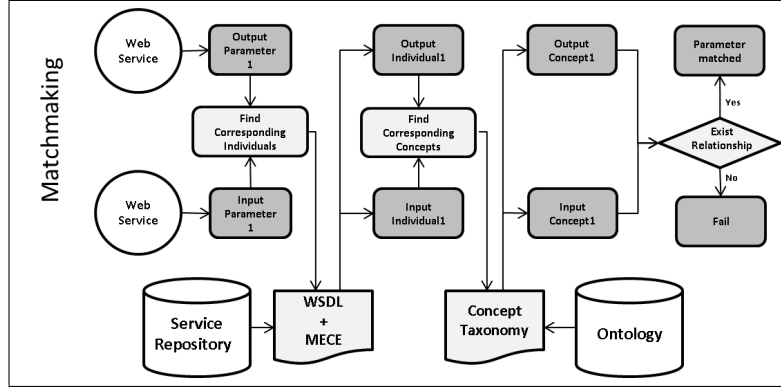 Matchmaking
Web
Service
Output
Parameter
1
Output
Individual1
Output
Concept1
Parameter
matched
Yes
Find
Corresponding
Individuals
Find
Corresponding
Concepts
Exist
Relationship
No
Web
Service
Input
Parameter
1
Input
Individual1
Input
Concept1
Fail
Service
Repository
WSDL
+
MECE
Concept
Taxonomy
Ontology